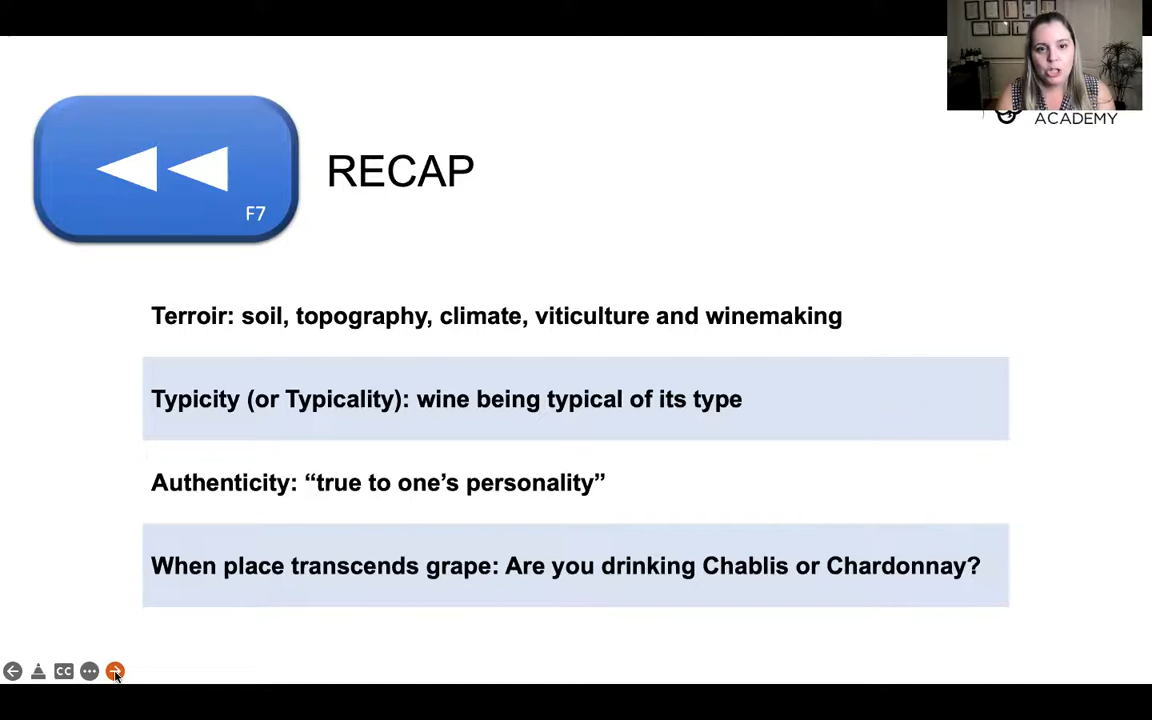 ACADEMY
F7
RECAP
Terroir: soil, topography, climate, viticulture and winemaking
Typicity (or Typicality): wine being typical of its type
Authenticity: “true to one’s personality”
When place transcends grape: Are you drinking Chablis or Chardonnay?
CC